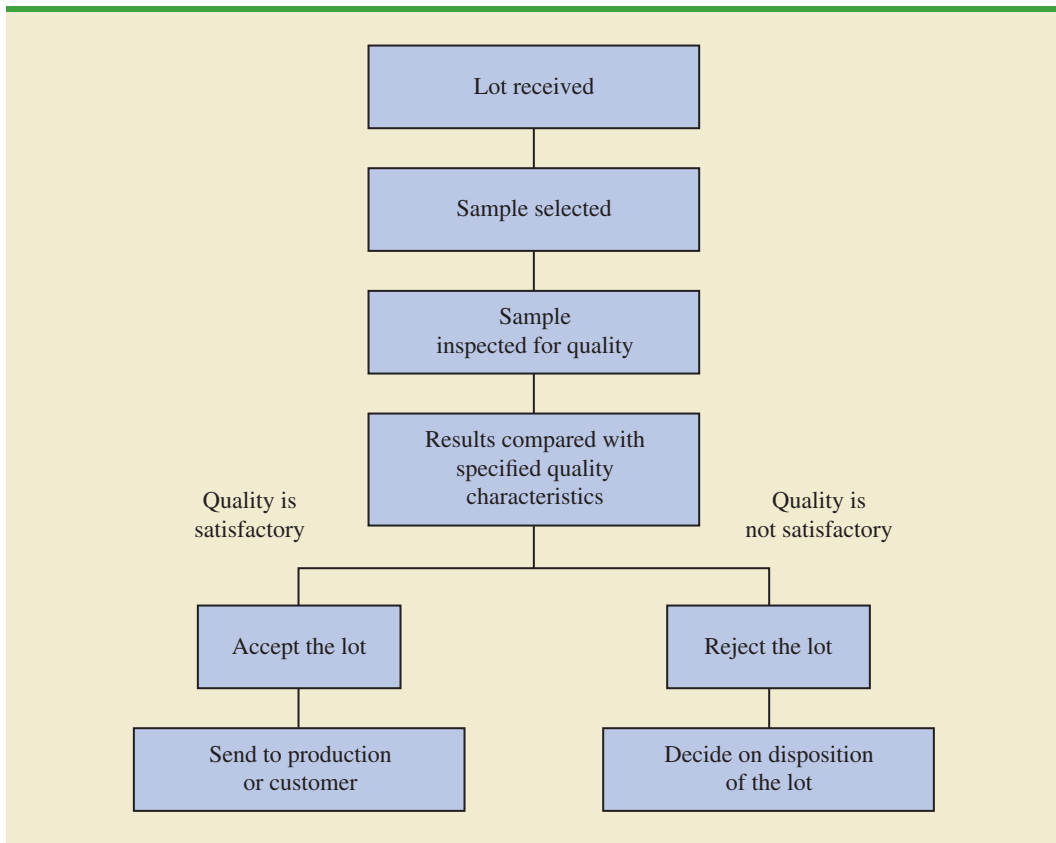 Lot received
Sample selected
Sample
inspected for quality
Results compared with
specified quality
characteristics
Quality is
satisfactory
Quality is
not satisfactory
Accept the lot
Reject the lot
Send to production
or customer
Decide on disposition
of the lot